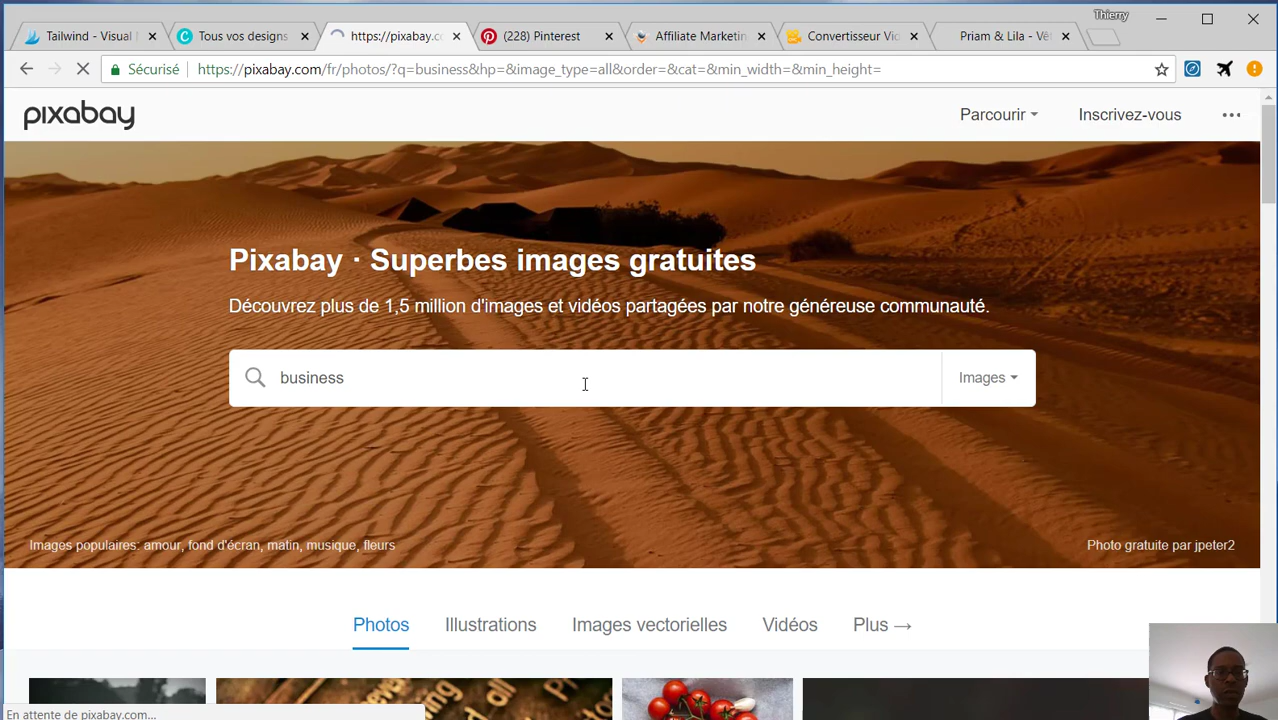 Thierry
Tailwind - Visual
Tous vos designs
https://pixabay.c
(228) Pinterest
Affiliate Marketin
Convertisseur Vid
Priam & Lila - Vêt
Sécurisé
https://pixabay.com/fr/photos/?q=business&hp=&image_type=all&order=&cat=&min_width=&min_height=
pixabay
Parcourir
Inscrivez-vous
Pixabay · Superbes images gratuites
Découvrez plus de 1,5 million d'images et vidéos partagées par notre généreuse communauté.
business
Images
Images populaires: amour, fond d'écran, matin, musique, fleurs
Photo gratuite par jpeter2
Photos
Illustrations
Images vectorielles
Vidéos
Plus →
En attente de pixabay.com...